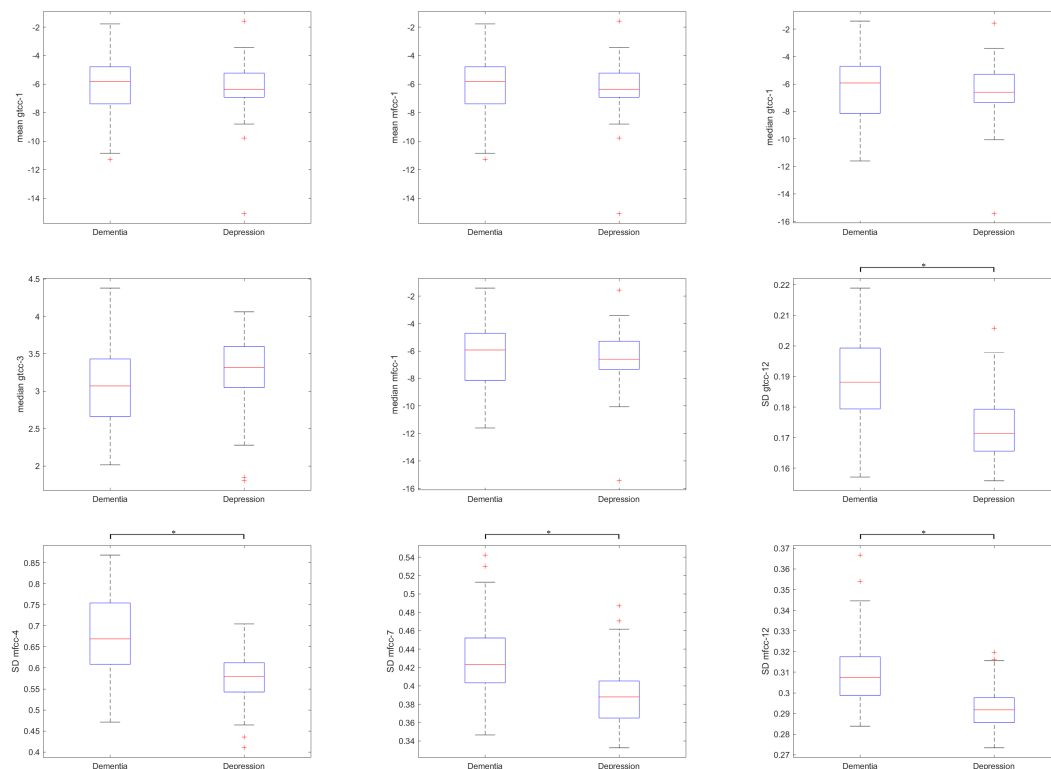 mean gtcc-1
-2
-4
-6
-8
-10
-12
-14
Dementia
Depression
mean mfcc-1
-2
-4
-6
-8
-10
-12
-14
Dementia
Depression
median gtcc-1
-2
-4
-6
-8
-10
-12
-14
-16
Dementia
Depression
median gtcc-3
4.5
4
3.5
3
2.5
2
Dementia
Depression
median mfcc-1
-2
-4
-6
-8
-10
-12
-14
-16
Dementia
Depression
*
SD gtcc-12
0.22
0.21
0.2
0.19
0.18
0.17
0.16
Dementia
Depression
*
SD mfcc-4
0.85
0.8
0.75
0.7
0.65
0.6
0.55
0.5
0.45
0.4
Dementia
Depression
*
SD mfcc-7
0.54
0.52
0.5
0.48
0.46
0.44
0.42
0.4
0.38
0.36
0.34
Dementia
Depression
*
SD mfcc-12
0.37
0.36
0.35
0.34
0.33
0.32
0.31
0.3
0.29
0.28
0.27
Dementia
Depression